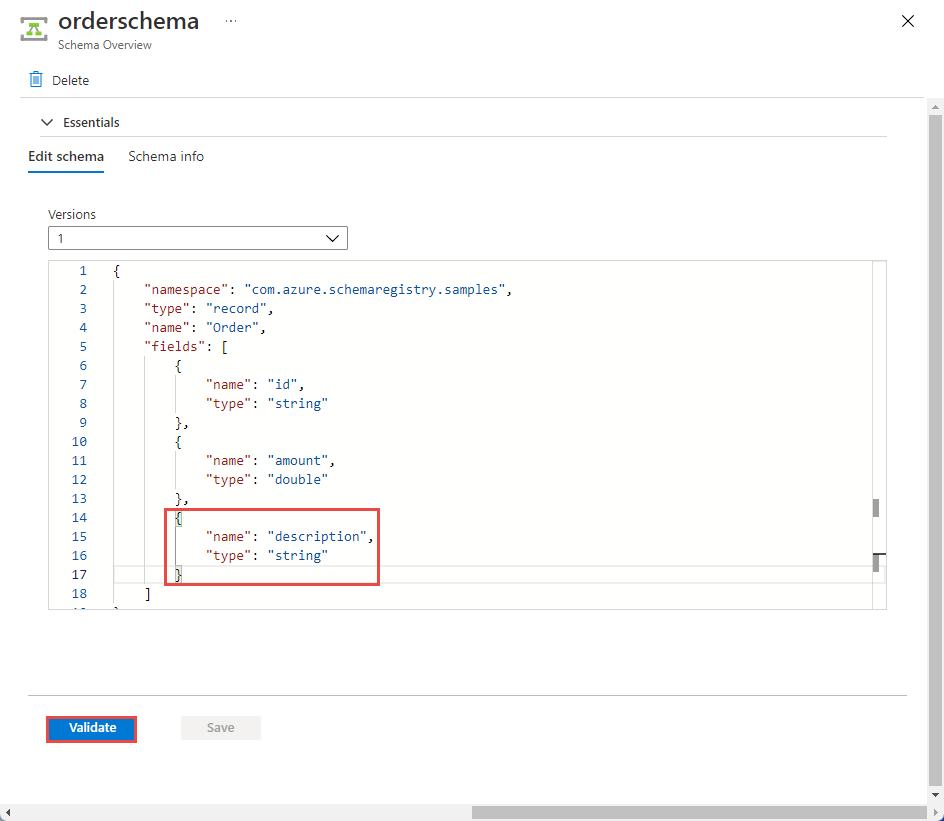 orderschema ...
Schema Overview
Delete
Essentials
Edit schema Schema info
Versions
1
1 {
2 "namespace": "com.azure.schemaregistry.samples",
3 "type": "record",
4 "name": "Order",
5 "fields": [
6 {
7 "name": "id",
8 "type": "string"
9 },
10 {
11 "name": "amount",
12 "type": "double"
13 },
14 {
15 "name": "description",
16 "type": "string"
17 }
18 ]
Validate Save